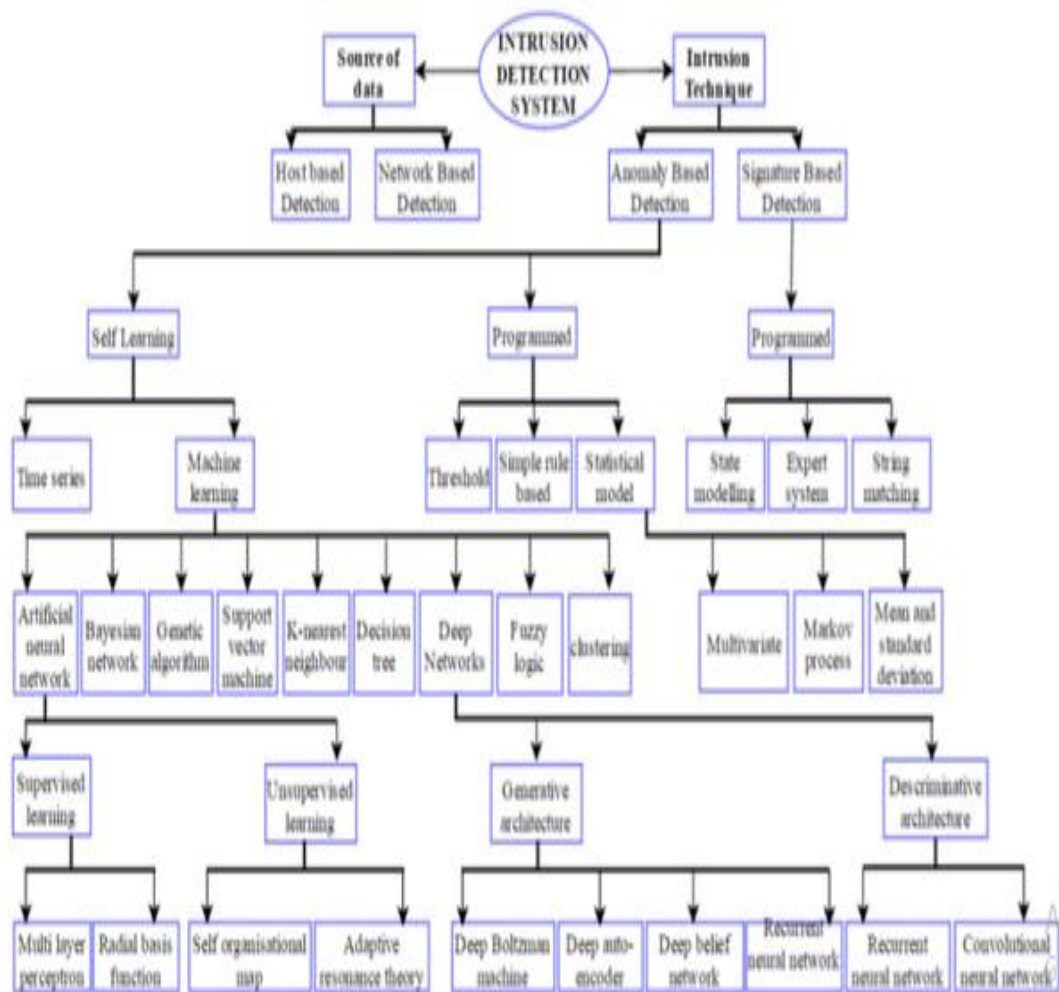 INTRUSION
DETECTION
SYSTEM
Source of
data
Intrusion
Technique
Host based
Detection
Network Based
Detection
Anomaly Based
Detection
Signature Based
Detection
Self Learning
Programmed
Programmed
Time series
Machine
learning
Threshold
Simple rule
based
Statistical
model
State
modelling
Expert
system
String
matching
Artificial
neural
network
Bayesian
network
Genetic
algorithm
Support
vector
machine
K-nearest
neighbour
Decision
tree
Deep
Networks
Fuzzy
logic
clustering
Multivariate
Markov
process
Mean and
standard
deviation
Supervised
learning
Unsupervised
learning
Generative
architecture
Descriminative
architecture
Multi layer
perceptron
Radial basis
function
Self organisational
map
Adaptive
resonance theory
Deep Boltzman
machine
Deep auto-
encoder
Deep belief
network
Recurrent
neural network
Recurrent
neural network
Convolutional
neural network